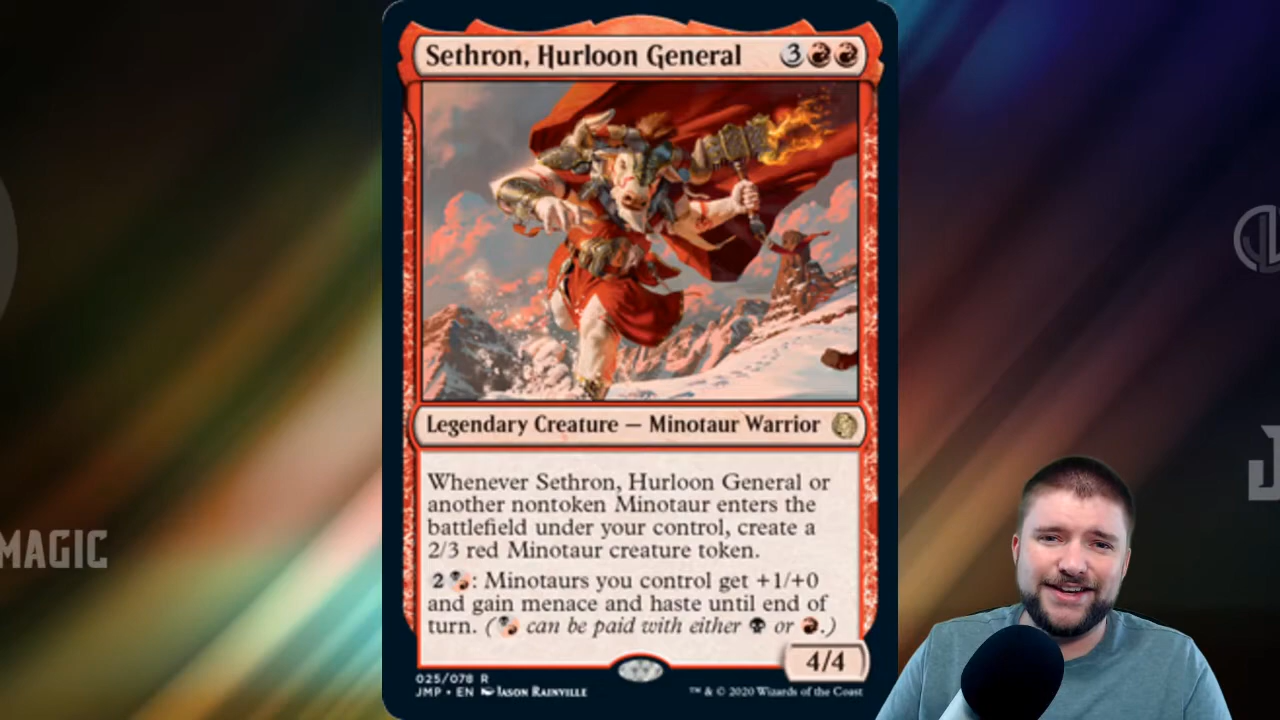 Sethron, Hurloon General 3
Legendary Creature — Minotaur Warrior
Whenever Sethron, Hurloon General or
another nontoken Minotaur enters the
battlefield under your control, create a
2/3 red Minotaur creature token.
2 : Minotaurs you control get +1/+0
and gain menace and haste until end of
turn. ( can be paid with either or .)
4/4
025/078 R
JMP • EN Jason Rainville
™ & © 2020 Wizards of the Coast
MAGIC